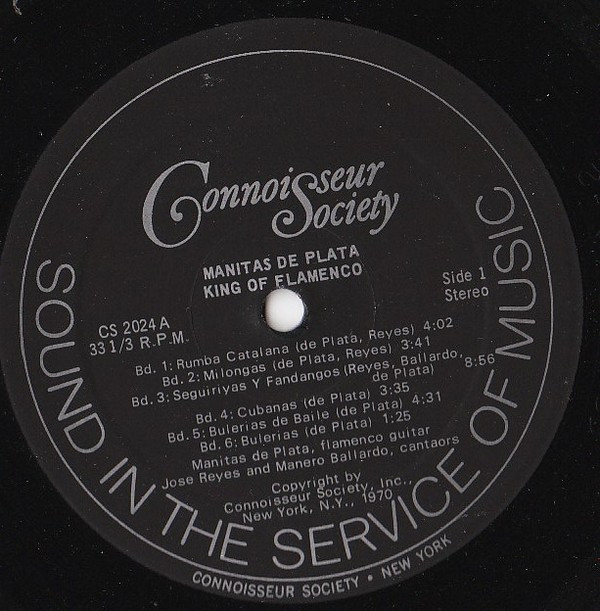 Connoisseur
Society
MANITAS DE PLATA
KING OF FLAMENCO
CS 2024 A
33 1/3 R.P.M.
Side 1
Stereo
Bd. 1: Rumba Catalana (de Plata, Reyes) 4:02
Bd. 2: Milongas (de Plata, Reyes) 3:41
Bd. 3: Seguiriyas Y Fandangos (Reyes, Ballardo,
de Plata) 8:56
Bd. 4: Cubanas (de Plata) 3:35
Bd. 5: Bulerias de Baile (de Plata) 4:31
Bd. 6: Bulerias (de Plata) 1:25
Manitas de Plata, flamenco guitar
Jose Reyes and Manero Ballardo, cantaors
Copyright by
Connoisseur Society, Inc.,
New York, N.Y., 1970
SOUND IN THE SERVICE OF MUSIC
CONNOISSEUR SOCIETY • NEW YORK